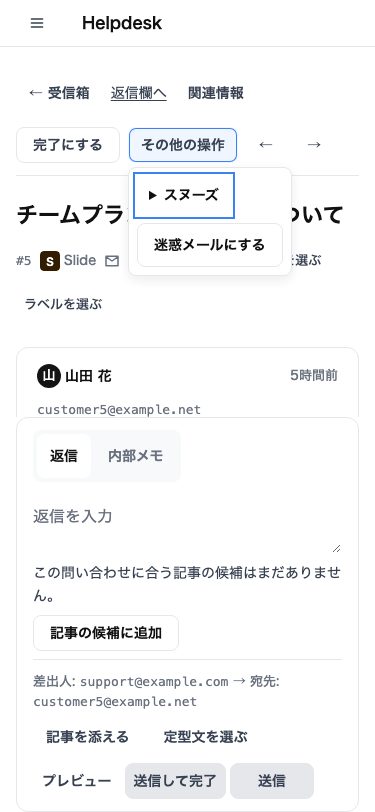 Helpdesk
← 受信箱 返信欄へ 関連情報
完了にする その他の操作 ← →
▶ スヌーズ
チームプラ ついて
迷惑メールにする
#5 S Slide を選ぶ
ラベルを選ぶ
山 山田 花 5時間前
customer5@example.net
返信 内部メモ
返信を入力
この問い合わせに合う記事の候補はまだありませ
ん。
記事の候補に追加
差出人: support@example.com → 宛先:
customer5@example.net
記事を添える 定型文を選ぶ
プレビュー 送信して完了 送信